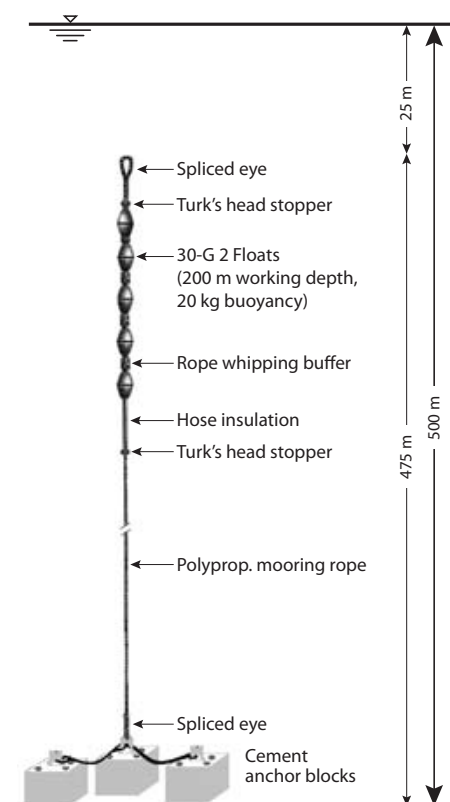 25 m
Spliced eye
Turk's head stopper
30-G 2 Floats
(200 m working depth,
20 kg buoyancy)
Rope whipping buffer
Hose insulation
Turk's head stopper
475 m
500 m
Polyprop. mooring rope
Spliced eye
Cement
anchor blocks